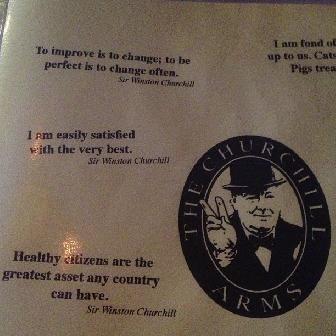 To improve is to change; to be
perfect is to change often.
Sir Winston Churchill
I am fond of
up to us. Cats
Pigs trea
I am easily satisfied
with the very best.
Sir Winston Churchill
THE CHURCHILL
ARMS
Healthy citizens are the
greatest asset any country
can have.
Sir Winston Churchill